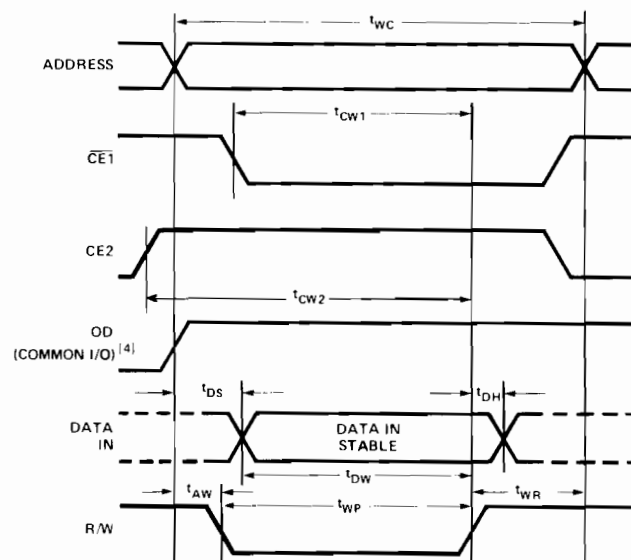 tWC
ADDRESS
tCW1
CE1
CE2
tCW2
OD
(COMMON I/O) [4]
tDS
tDH
DATA IN
DATA IN STABLE
tDW
tAW
tWP
tWR
R/W